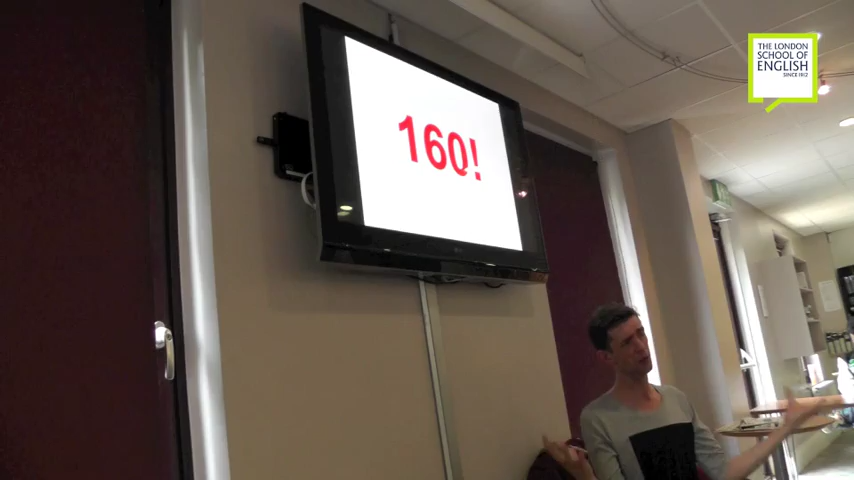 160!
THE LONDON
SCHOOL OF
ENGLISH
SINCE 1912